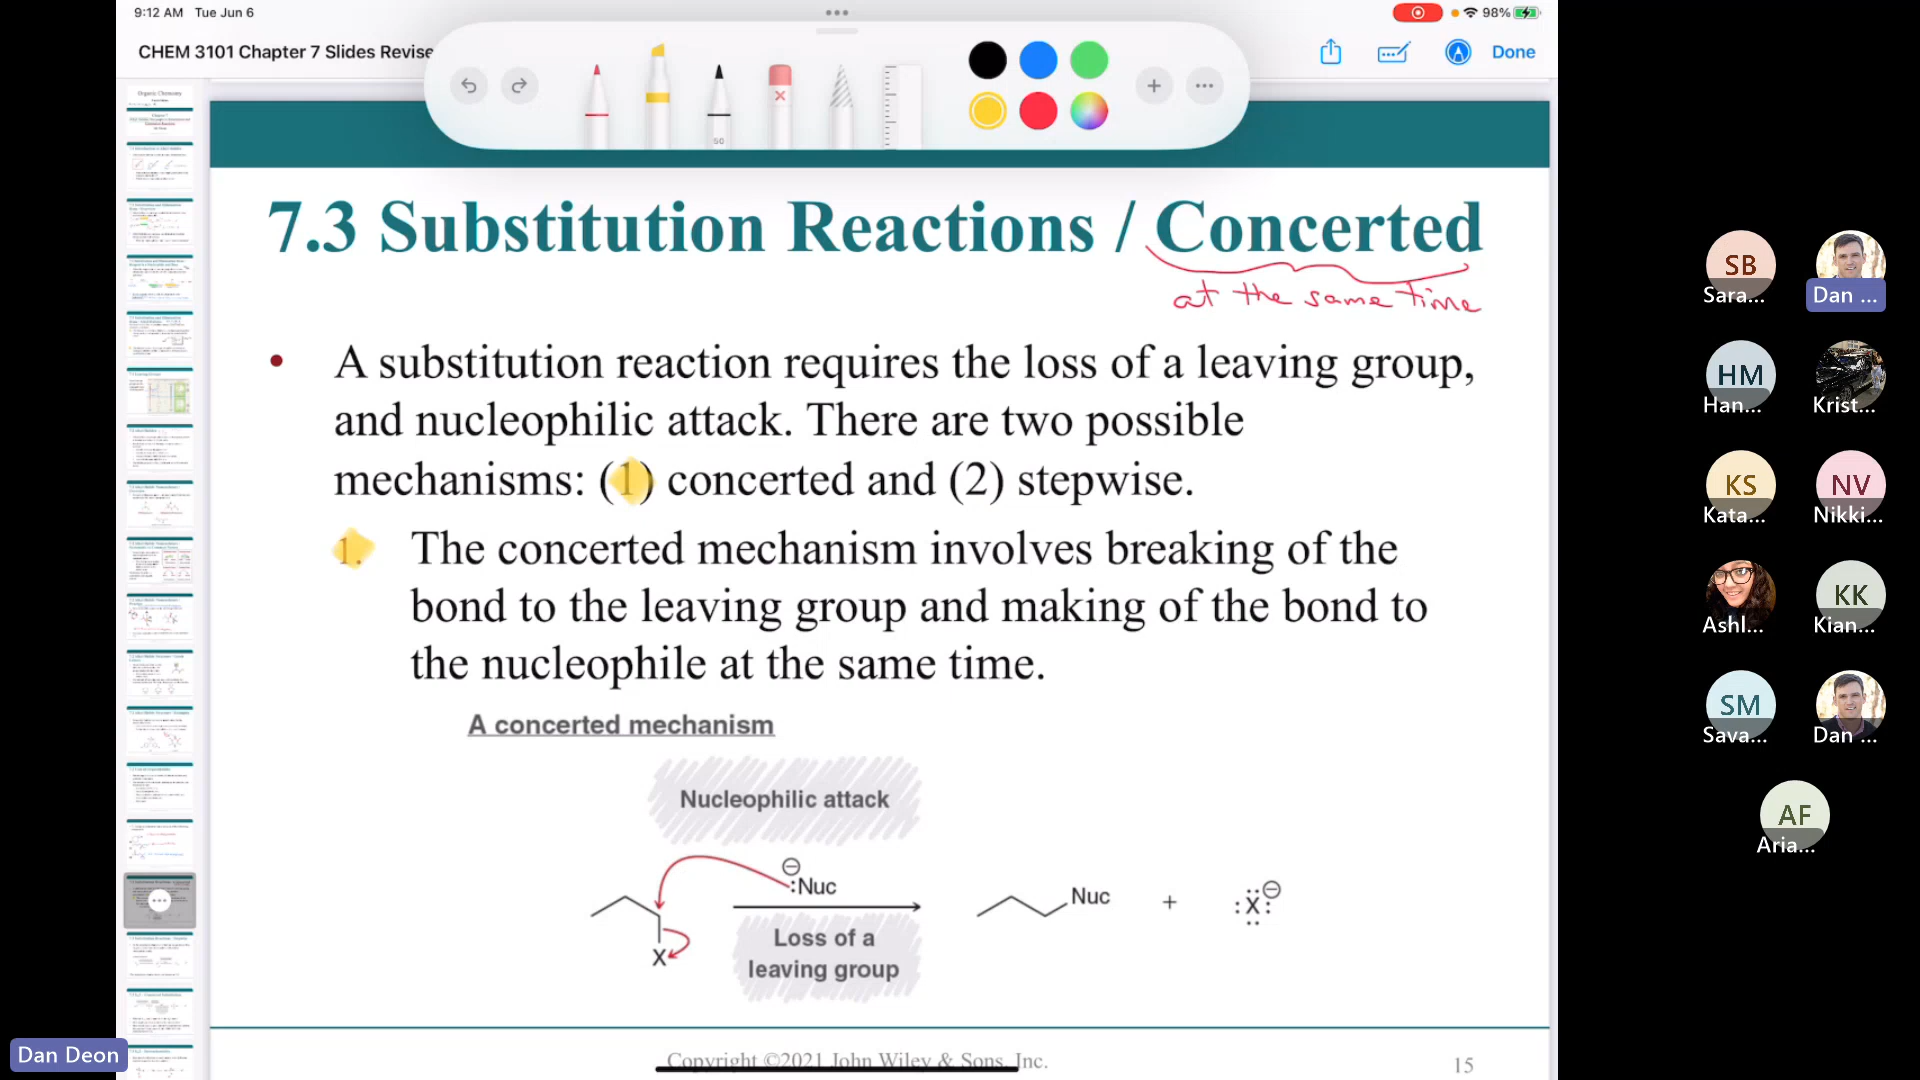 9:12 AM Tue Jun 6
98%
CHEM 3101 Chapter 7 Slides Revise
50
Done
7.3 Substitution Reactions / Concerted
at the same time
• A substitution reaction requires the loss of a leaving group,
and nucleophilic attack. There are two possible
mechanisms: (1) concerted and (2) stepwise.
1. The concerted mechanism involves breaking of the
bond to the leaving group and making of the bond to
the nucleophile at the same time.
A concerted mechanism
Nucleophilic attack
⊖
:Nuc
X
Loss of a
leaving group
Nuc
+
:X: ⊖
Copyright ©2021 John Wiley & Sons, Inc.
15
SB
Sara...
Dan ...
HM
Han...
Krist...
KS
Kata...
NV
Nikki...
Ashl...
KK
Kian...
SM
Sava...
Dan ...
AF
Aria...
Dan Deon